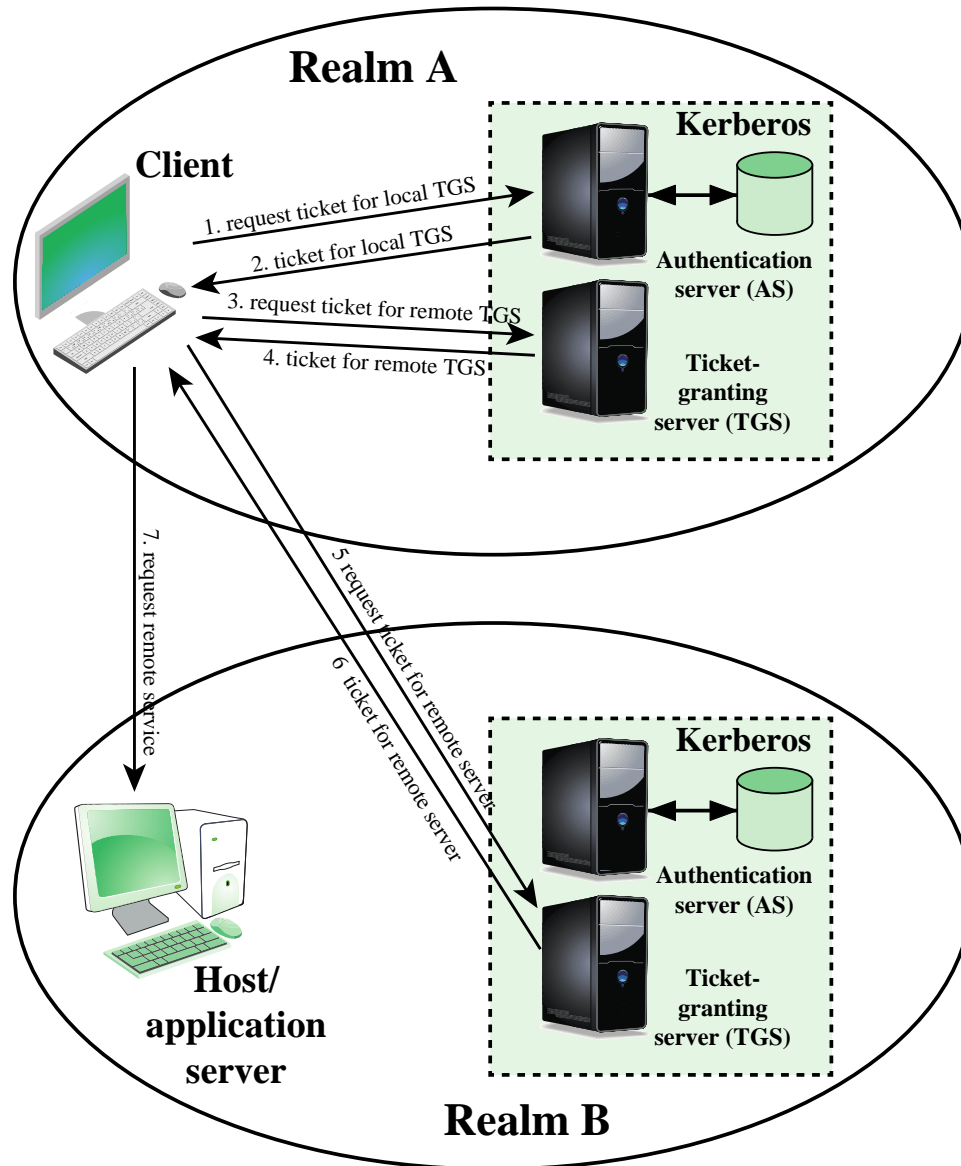 Realm A
Kerberos
Client
1. request ticket for local TGS
2. ticket for local TGS
Authentication
server (AS)
3. request ticket for remote TGS
4. ticket for remote TGS
Ticket-
granting
server (TGS)
7. request remote service
5 request ticket for remote server
6 ticket for remote server
Kerberos
Authentication
server (AS)
Ticket-
granting
server (TGS)
Host/
application
server
Realm B